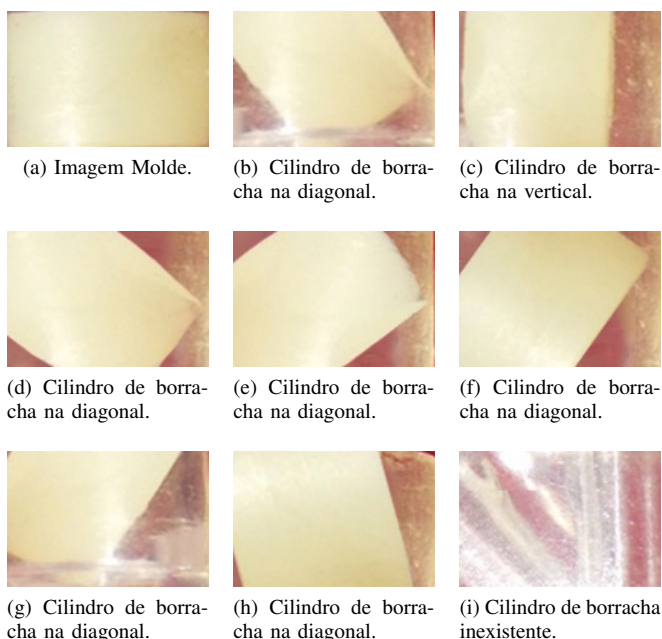 (a) Imagem Molde.
(b) Cilindro de borra-
cha na diagonal.
(c) Cilindro de borra-
cha na vertical.
(d) Cilindro de borra-
cha na diagonal.
(e) Cilindro de borra-
cha na diagonal.
(f) Cilindro de borra-
cha na diagonal.
(g) Cilindro de borra-
cha na diagonal.
(h) Cilindro de borra-
cha na diagonal.
(i) Cilindro de borracha
inexistente.